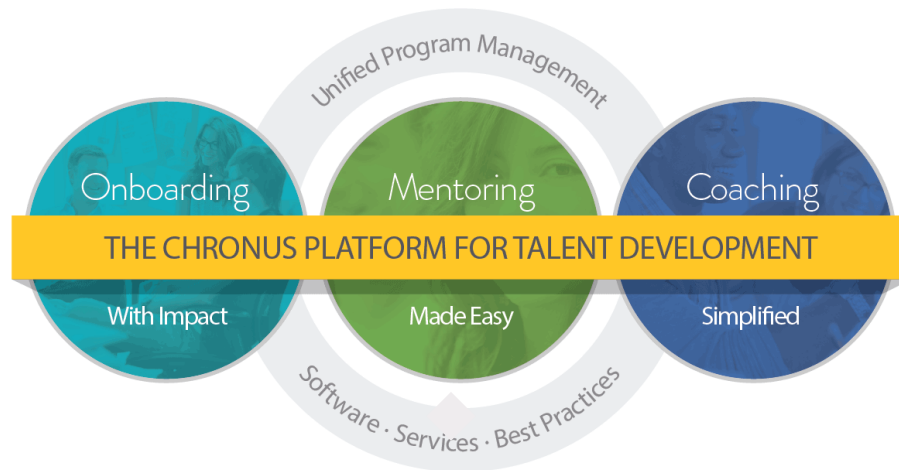 Unified Program Management
Onboarding
Mentoring
Coaching
THE CHRONUS PLATFORM FOR TALENT DEVELOPMENT
With Impact
Made Easy
Simplified
Software · Services · Best Practices